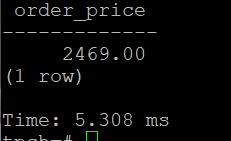 order_price
-------------
2469.00
(1 row)
Time: 5.308 ms